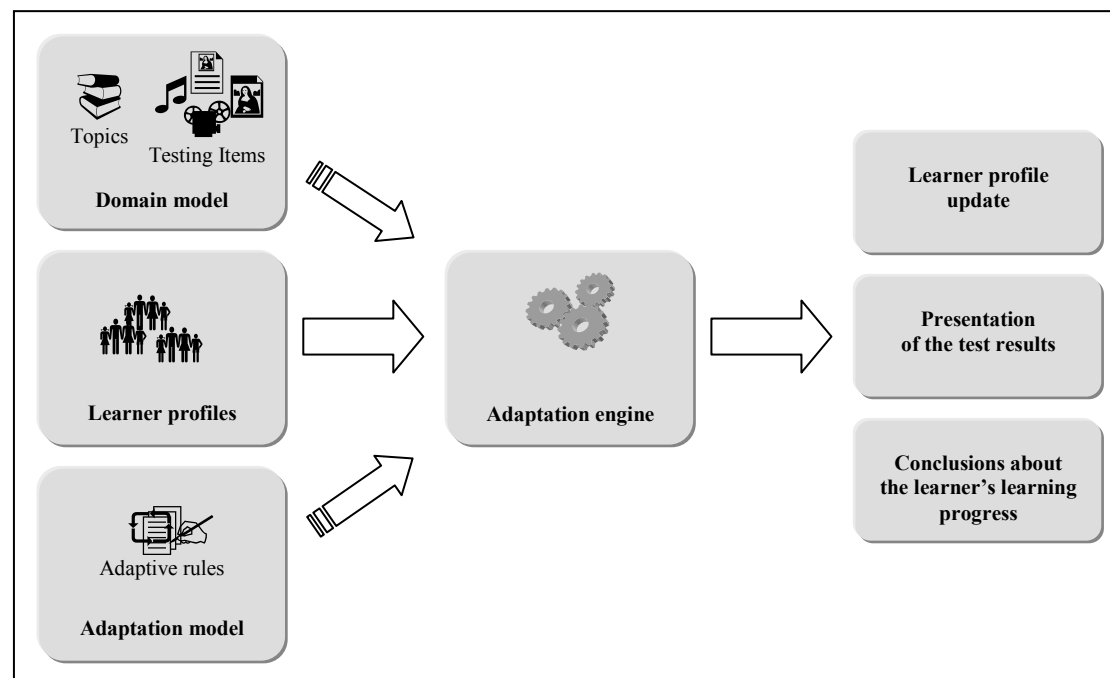 Topics
Testing Items
Domain model
Learner profiles
Adaptive rules
Adaptation model
Adaptation engine
Learner profile
update
Presentation
of the test results
Conclusions about
the learner's learning
progress